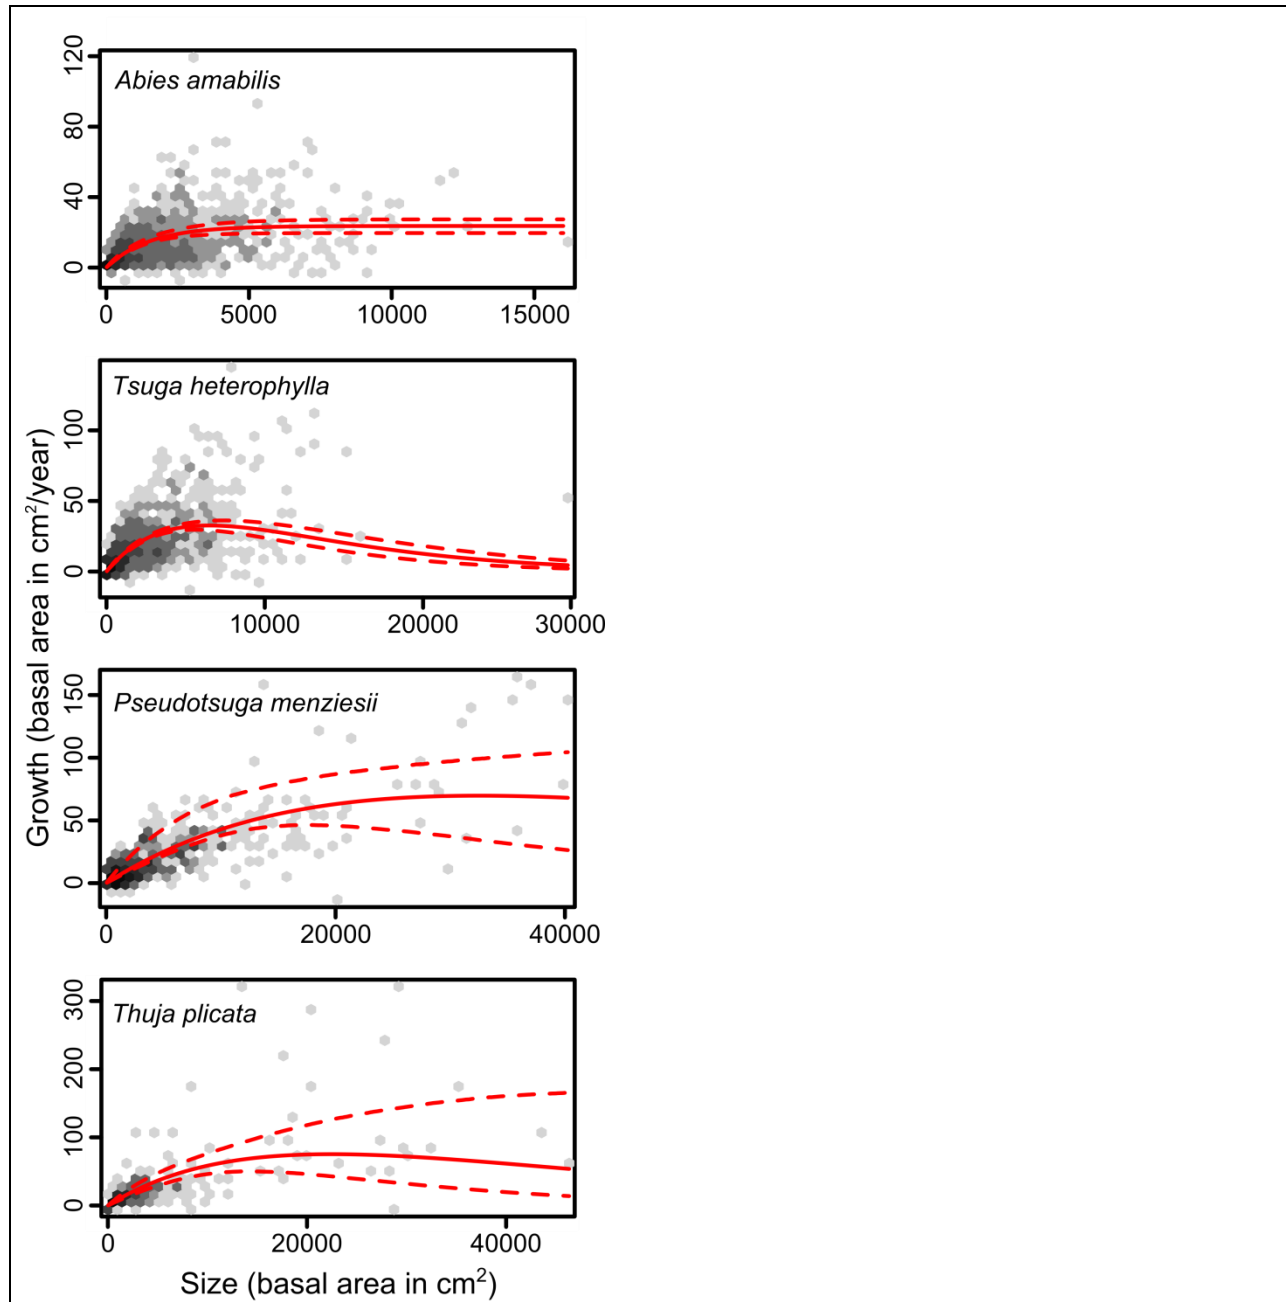 Growth (basal area in cm²/year)
Abies amabilis
120
80
40
0
0 5000 10000 15000
Tsuga heterophylla
100
50
0
0 10000 20000 30000
Pseudotsuga menziesii
150
100
50
0
0 20000 40000
Thuja plicata
300
200
100
0
0 20000 40000
Size (basal area in cm²)